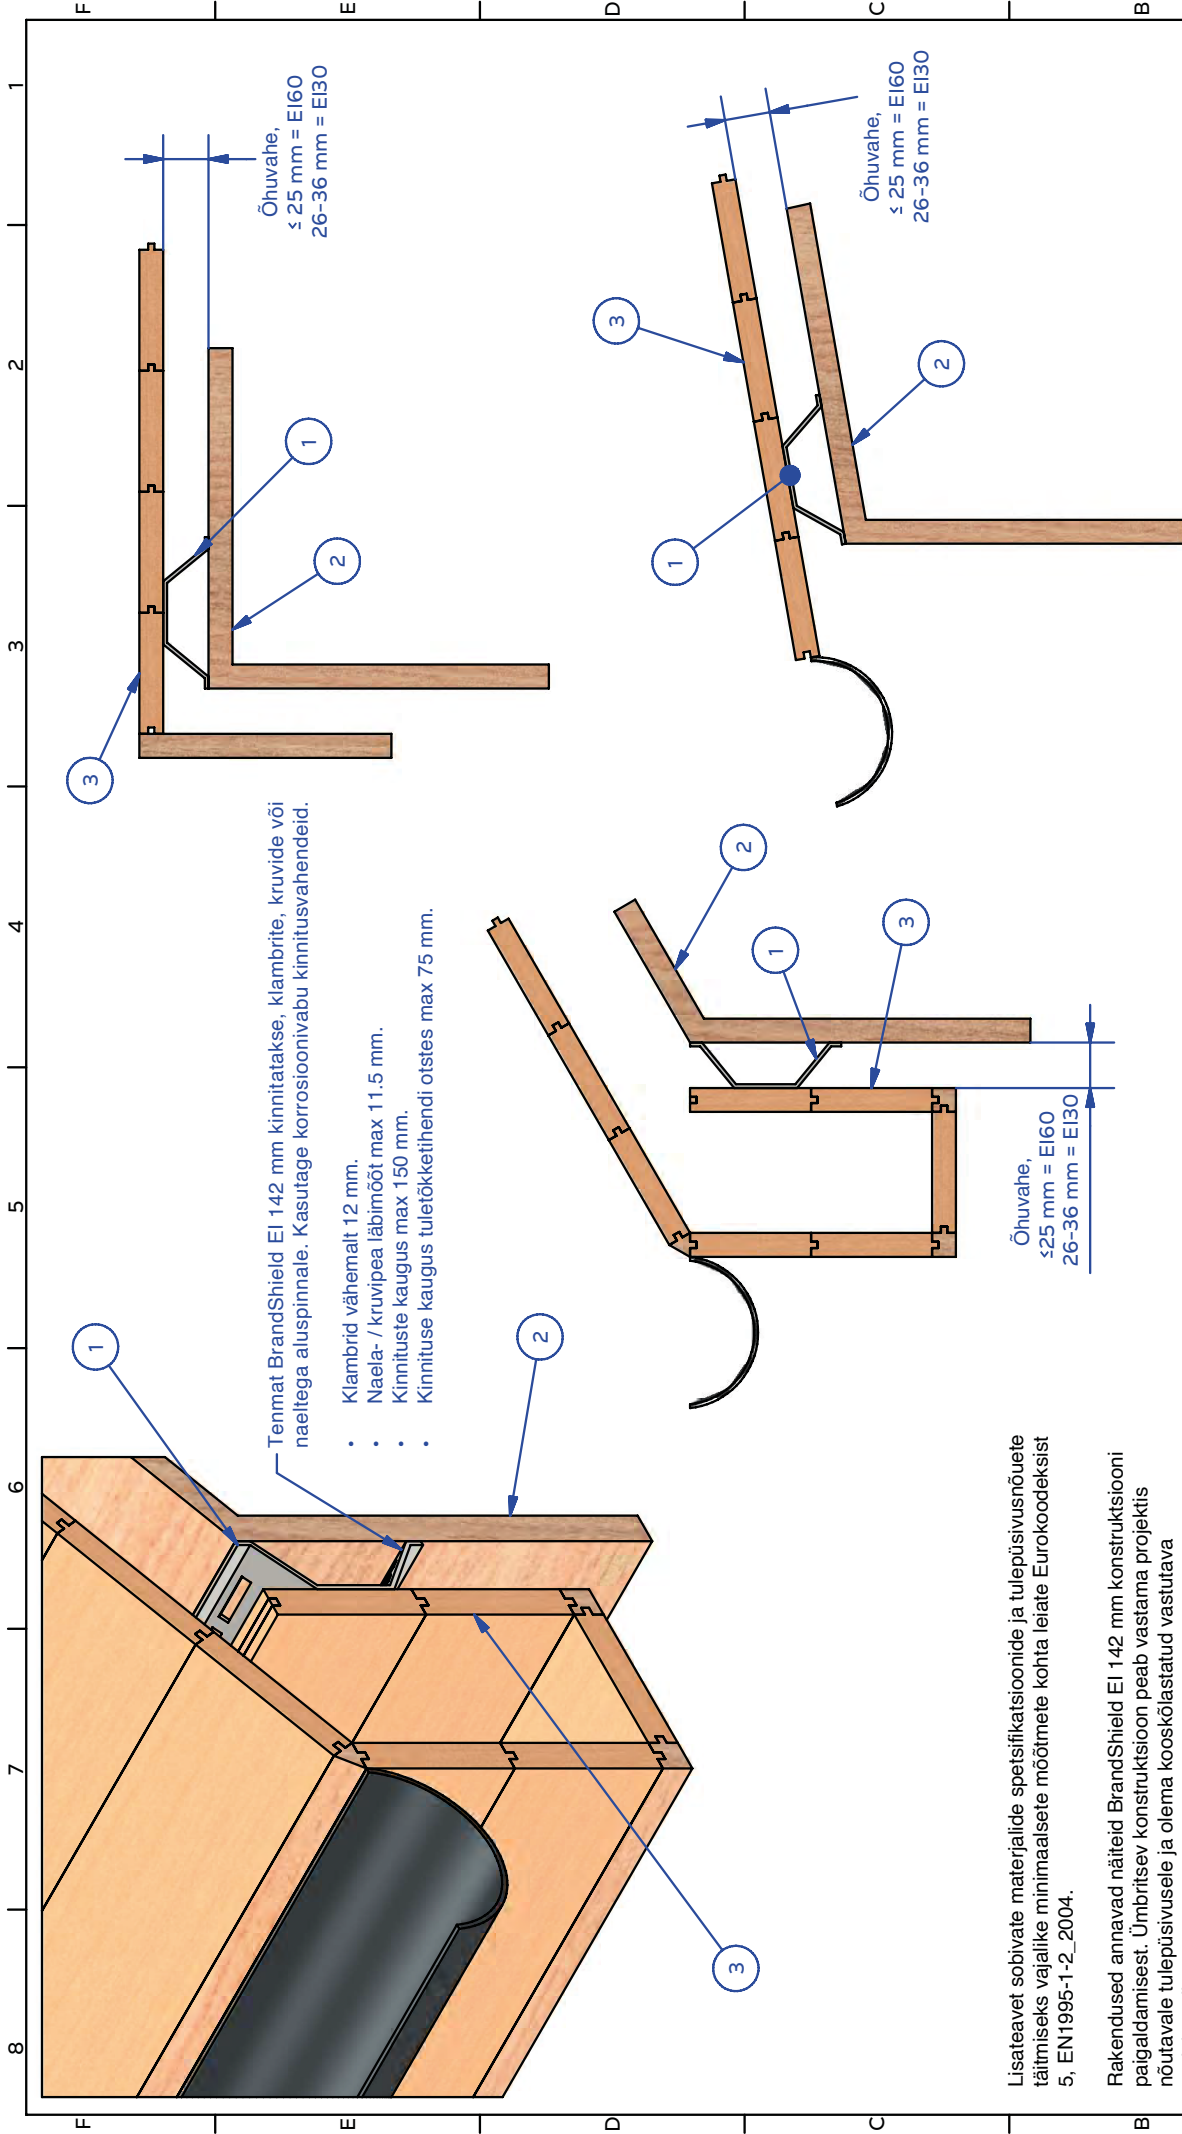 8
7
6
5
4
3
2
1
F
E
D
C
B
F
E
D
C
B
1
2
3
Tenmat BrandShield EI 142 mm kinnitatakse, klambrite, kruvide või
naeltega aluspinnale. Kasutage korrosioonivabu kinnitusvahendeid.
• Klambrid vähemalt 12 mm.
• Naela- / kruvipea läbimõõt max 11.5 mm.
• Kinnituste kaugus max 150 mm.
• Kinnituse kaugus tuletõkketihendi otstes max 75 mm.
3
1
2
Õhuvahe,
≤ 25 mm = EI60
26-36 mm = EI30
2
1
3
Õhuvahe,
≤25 mm = EI60
26-36 mm = EI30
1
3
2
Õhuvahe,
≤ 25 mm = EI60
26-36 mm = EI30
Lisateavet sobivate materjalide spetsifikatsioonide ja tulepüsivusnõuete
täitmiseks vajalike minimaalsete mõõtmete kohta leiate Eurokoodeksist
5, EN1995-1-2_2004.
Rakendused annavad näiteid BrandShield EI 142 mm konstruktsiooni
paigaldamisest. Ümbritsev konstruktsioon peab vastama projektis
nõutavale tulepüsivusele ja olema kooskõlastatud vastutava